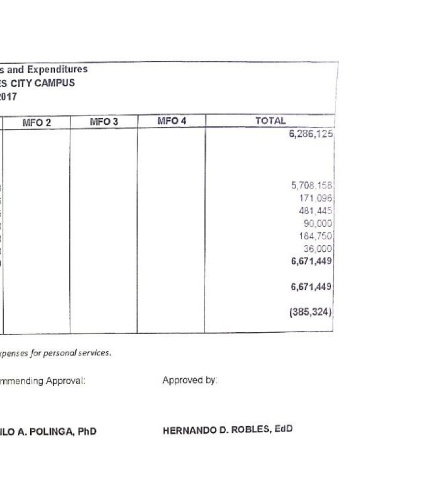 s and Expenditures
ES CITY CAMPUS
2017
MFO 2 MFO 3 MFO 4 TOTAL
6,286,125
5,708,158
171,096
481,445
90,000
184,750
36,000
6,671,449
6,671,449
(385,324)
xpenses for personal services.
mmending Approval: Approved by:
ILO A. POLINGA, PhD HERNANDO D. ROBLES, EdD